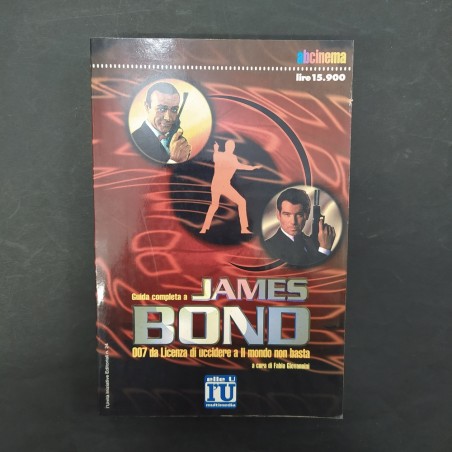 abcinema
lire 15.900
Guida completa a
JAMES
BOND
007 da Licenza di uccidere a Il mondo non basta
a cura di Fabio Giovannini
elle U
l'U
multimedia